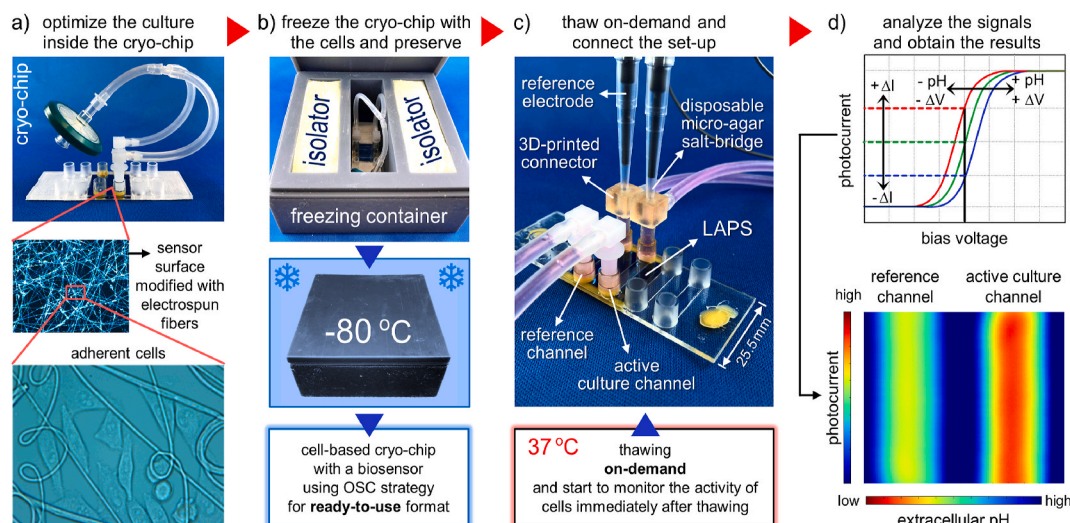 a) optimize the culture
inside the cryo-chip
cryo-chip
sensor
surface
modified with
electrospun
fibers
adherent cells
b) freeze the cryo-chip with
the cells and preserve
isolator
isolator
freezing container
-80 ºC
cell-based cryo-chip
with a biosensor
using OSC strategy
for ready-to-use format
c) thaw on-demand and
connect the set-up
reference
electrode
disposable
micro-agar
salt-bridge
3D-printed
connector
LAPS
reference
channel
active
culture channel
25.5mm
37 ºC
thawing
on-demand
and start to monitor the activity of
cells immediately after thawing
d) analyze the signals
and obtain the results
photocurrent
+ΔI
-ΔI
- pH
- ΔV
+ pH
+ ΔV
bias voltage
reference
channel
active culture
channel
high
photocurrent
low
low
high
extracellular pH